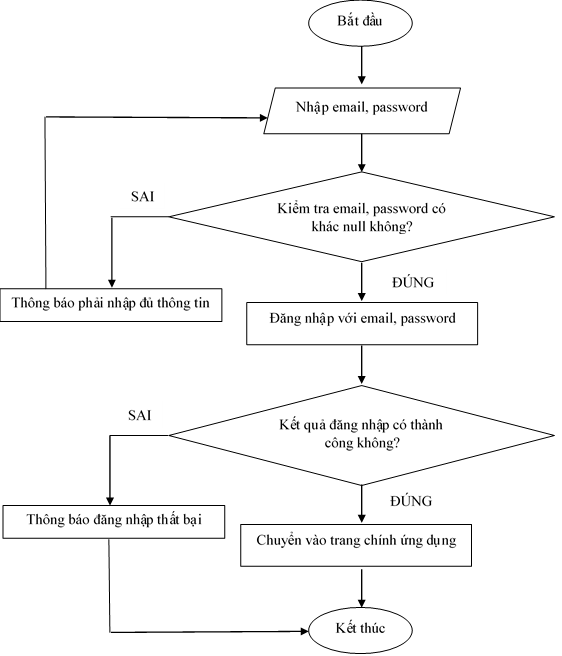 Bắt đầu
Nhập email, password
Kiểm tra email, password có
khác null không?
SAI
ĐÚNG
Thông báo phải nhập đủ thông tin
Đăng nhập với email, password
Kết quả đăng nhập có thành
công không?
SAI
ĐÚNG
Thông báo đăng nhập thất bại
Chuyển vào trang chính ứng dụng
Kết thúc